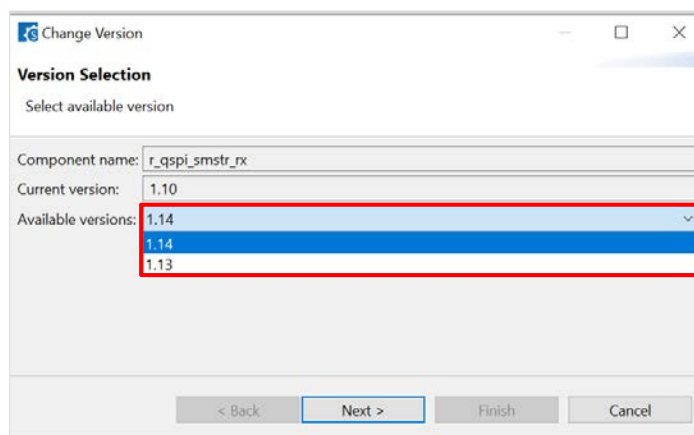 Change Version
Version Selection
Select available version
Component name: r_qspi_smstr_rx
Current version: 1.10
Available versions: 1.14
1.14
1.13
< Back Next > Finish Cancel